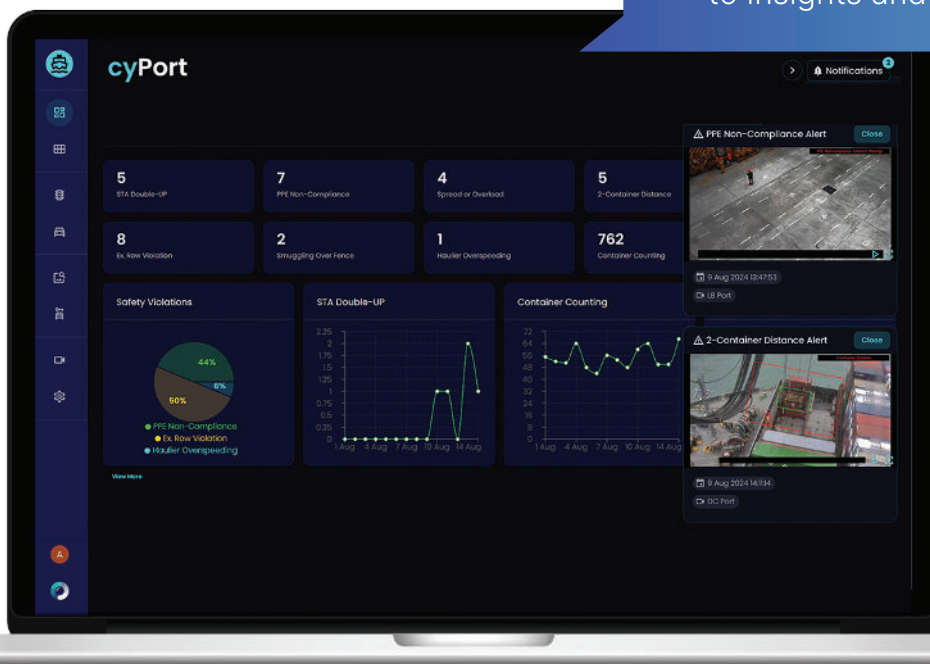 to insights and
cyPort
Notifications
2
PPE Non-Compliance Alert
Close
5
STA Double-UP
7
PPE Non-Compliance
4
Spread or Overload
5
2-Container Distance
8
Ex. Row Violation
2
Smuggling Over Fence
1
Haulier Overspeeding
762
Container Counting
9 Aug 2024 13:47:53
LB Port
Safety Violations
44%
6%
50%
PPE Non-Compliance
Ex. Row Violation
Haulier Overspeeding
STA Double-UP
2.25
2
1.75
1.5
1.25
1
0.75
0.5
0.25
0
1 Aug 4 Aug 7 Aug 10 Aug 14 Aug
Container Counting
72
64
56
48
40
32
24
16
8
0
1 Aug 4 Aug 7 Aug 10 Aug 14 Aug
2-Container Distance Alert
Close
9 Aug 2024 14:11:14
DC Port
View More
A